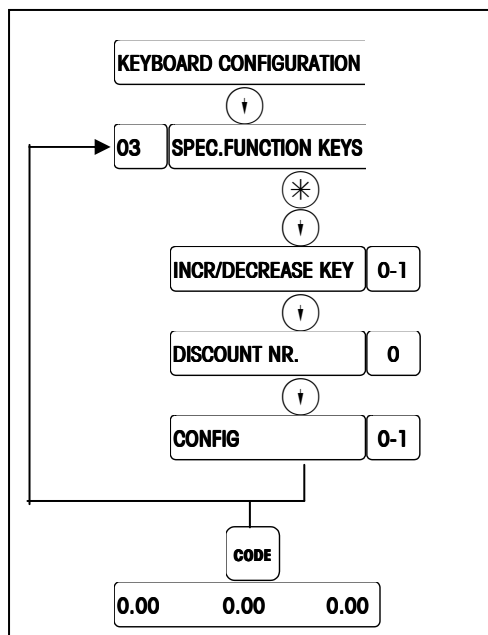 KEYBOARD CONFIGURATION
03 SPEC.FUNCTION KEYS
INCR/DECREASE KEY 0-1
DISCOUNT NR. 0
CONFIG 0-1
CODE
0.00 0.00 0.00